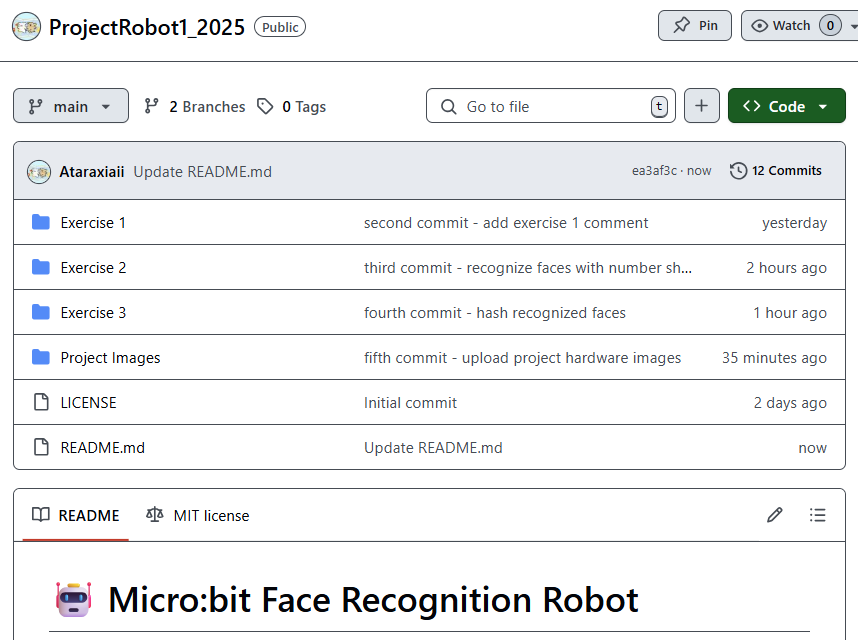 ProjectRobot1_2025 Public Pin Watch 0
main 2 Branches 0 Tags Go to file t Code
Ataraxiaii Update README.md ea3af3c · now 12 Commits
Exercise 1 second commit - add exercise 1 comment yesterday
Exercise 2 third commit - recognize faces with number sh... 2 hours ago
Exercise 3 fourth commit - hash recognized faces 1 hour ago
Project Images fifth commit - upload project hardware images 35 minutes ago
LICENSE Initial commit 2 days ago
README.md Update README.md now
README MIT license
Micro:bit Face Recognition Robot